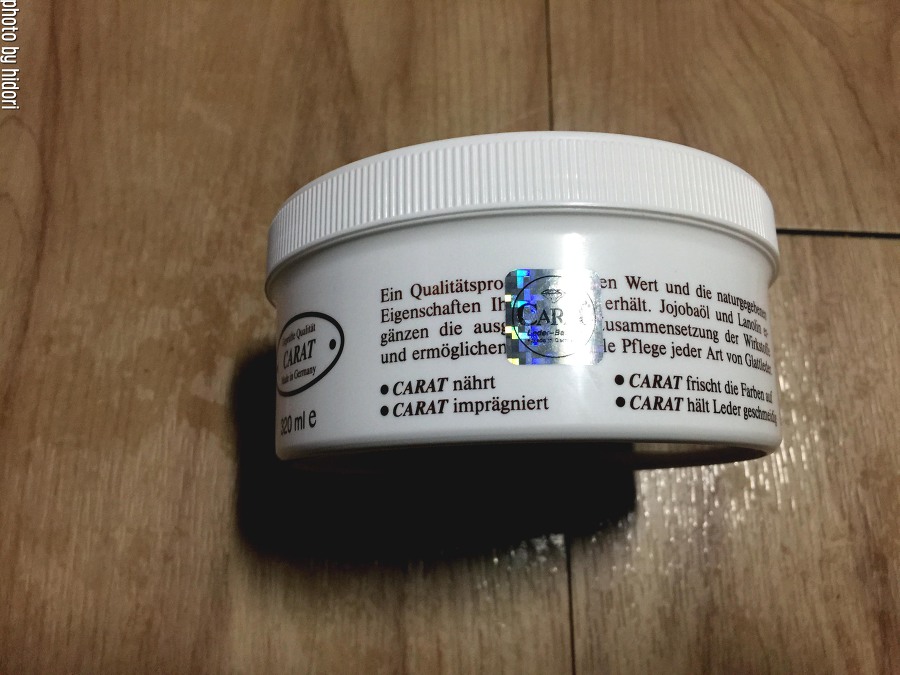 photo by hidori
Ein Qualitätspro en Wert und die naturgegebenen
Eigenschaften Ih erhält. Jojobaöl und Lanolin
gänzen die ausg usammensetzung der Wirkstoffe
und ermöglichen le Pflege jeder Art von Glattleder
CARAT
Leder-
Qualität
CARAT
Made in Germany
320 ml e
• CARAT nährt
• CARAT imprägniert
• CARAT frischt die Farben auf
• CARAT hält Leder geschmeidig